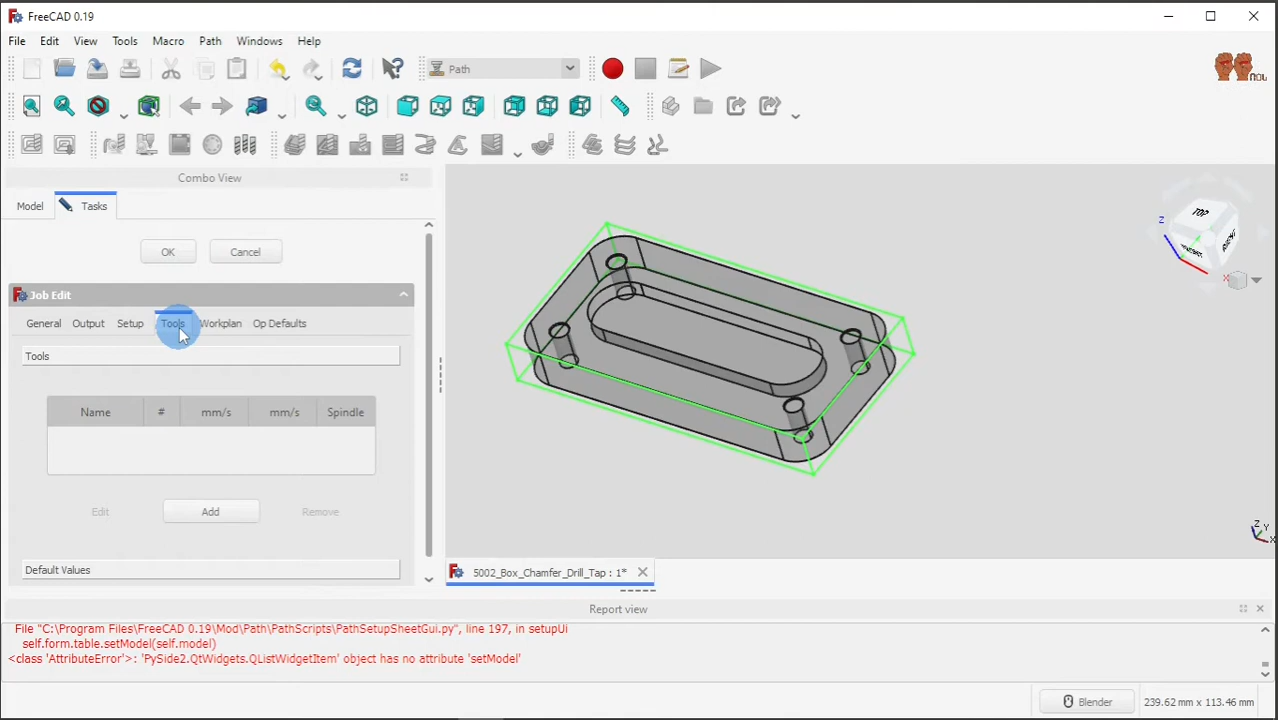 FreeCAD 0.19
File Edit View Tools Macro Path Windows Help
Path
Combo View
Model Tasks
OK Cancel
Job Edit
General Output Setup Tools Workplan Op Defaults
Tools
Name # mm/s mm/s Spindle
Edit Add Remove
Default Values
TOP
Z
X
Z Y
X
5002_Box_Chamfer_Drill_Tap : 1*
Report view
File "C:\Program Files\FreeCAD 0.19\Mod\Path\PathScripts\PathSetupSheetGui.py", line 197, in setupUi
self.form.table.setModel(self.model)
<class 'AttributeError'>: 'PySide2.QtWidgets.QListWidgetItem' object has no attribute 'setModel'
Blender 239.62 mm x 113.46 mm